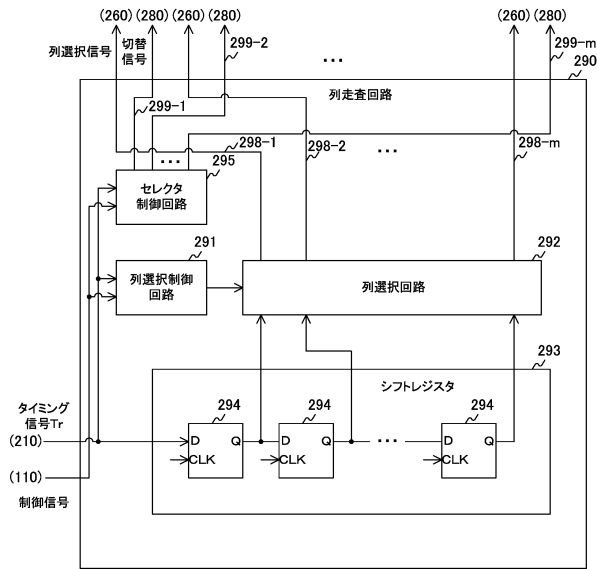 (260) (280) (260) (260) (280)
列選択信号
切替
信号
299-2
299-m
…
290
列走査回路
299-1
298-1
…
298-2
…
298-m
295
セレクタ
制御回路
291
292
列選択制御
回路
列選択回路
293
シフトレジスタ
タイミング
信号Tr
(210)
294
294
294
D Q
CLK
D Q
CLK
…
D Q
CLK
(110)
制御信号